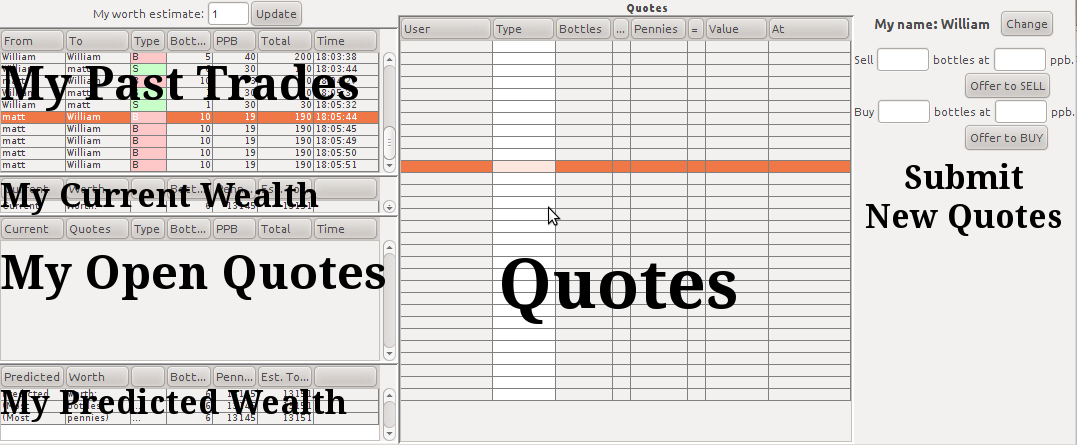 My worth estimate: 1 Update
From To Type Bott... PPB Total Time
William William B 5 40 200 18:03:38
matt S 30 18:03:44
My Past Trades
William matt S 1 30 30 18:05:32
matt William B 10 19 190 18:05:44
matt William B 10 19 190 18:05:45
matt William B 10 19 190 18:05:49
matt William B 10 19 190 18:05:50
matt William B 10 19 190 18:05:51
My Current Wealth
Current Quotes Type Bott... PPB Total Time
My Open Quotes
Predicted Worth Bott... Penn... Est. To...
My Predicted Wealth
(Most pennies) ... 6 13145 13151
Quotes
User Type Bottles ... Pennies = Value At
Quotes
My name: William Change
Sell bottles at ppb.
Offer to SELL
Buy bottles at ppb.
Offer to BUY
Submit
New Quotes